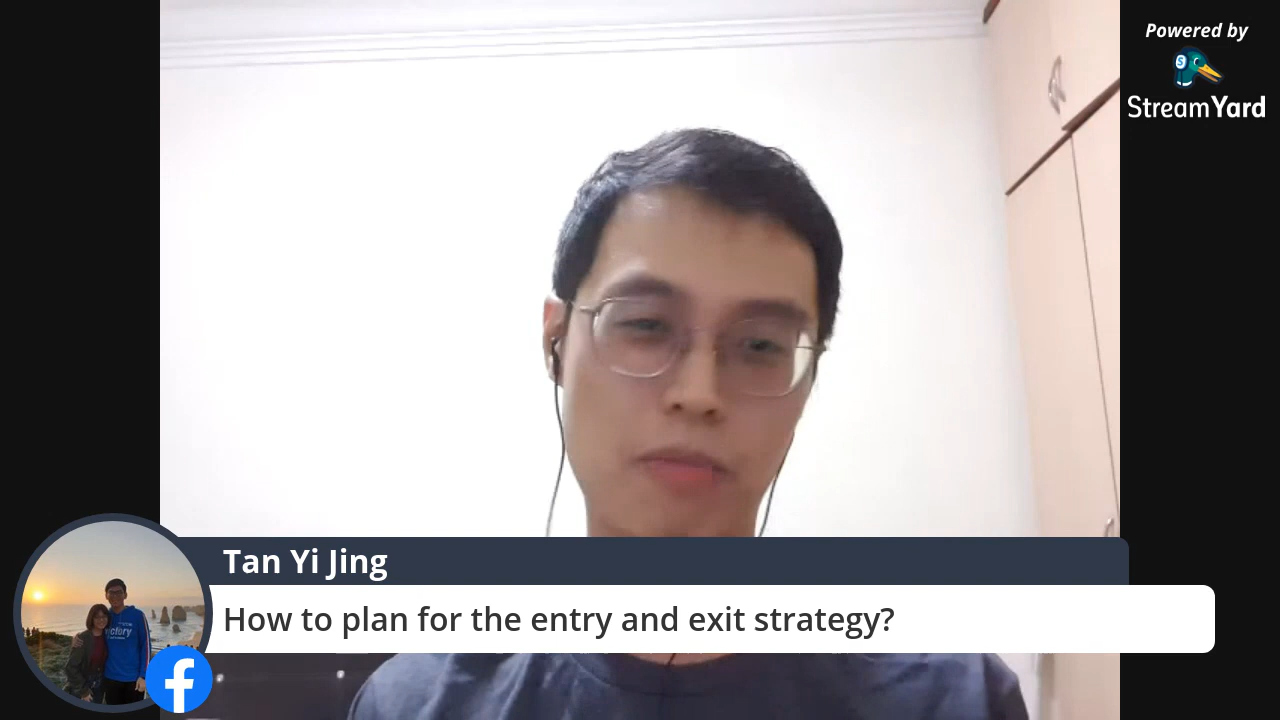 Powered by
StreamYard
Tan Yi Jing
How to plan for the entry and exit strategy?